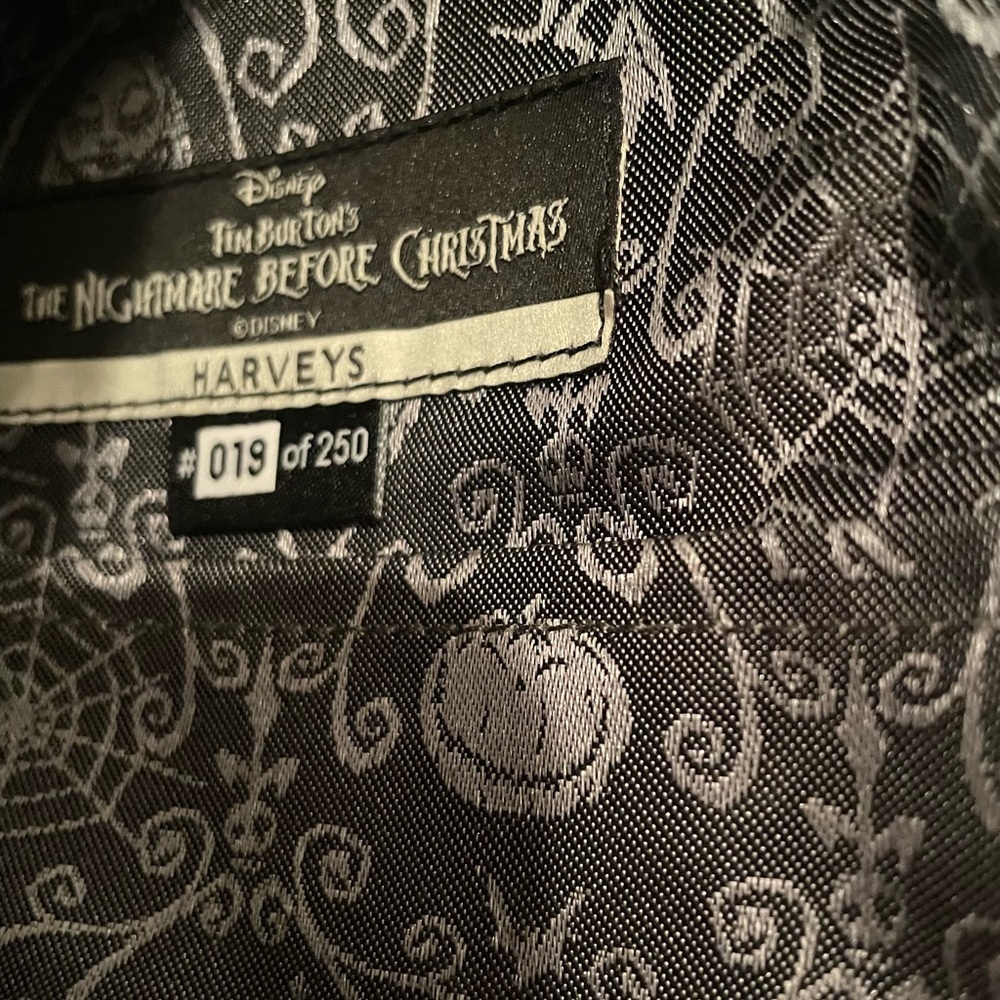 Disney
TIM BURTON'S
THE NIGHTMARE BEFORE CHRISTMAS
©DISNEY
HARVEYS
# 019 of 250